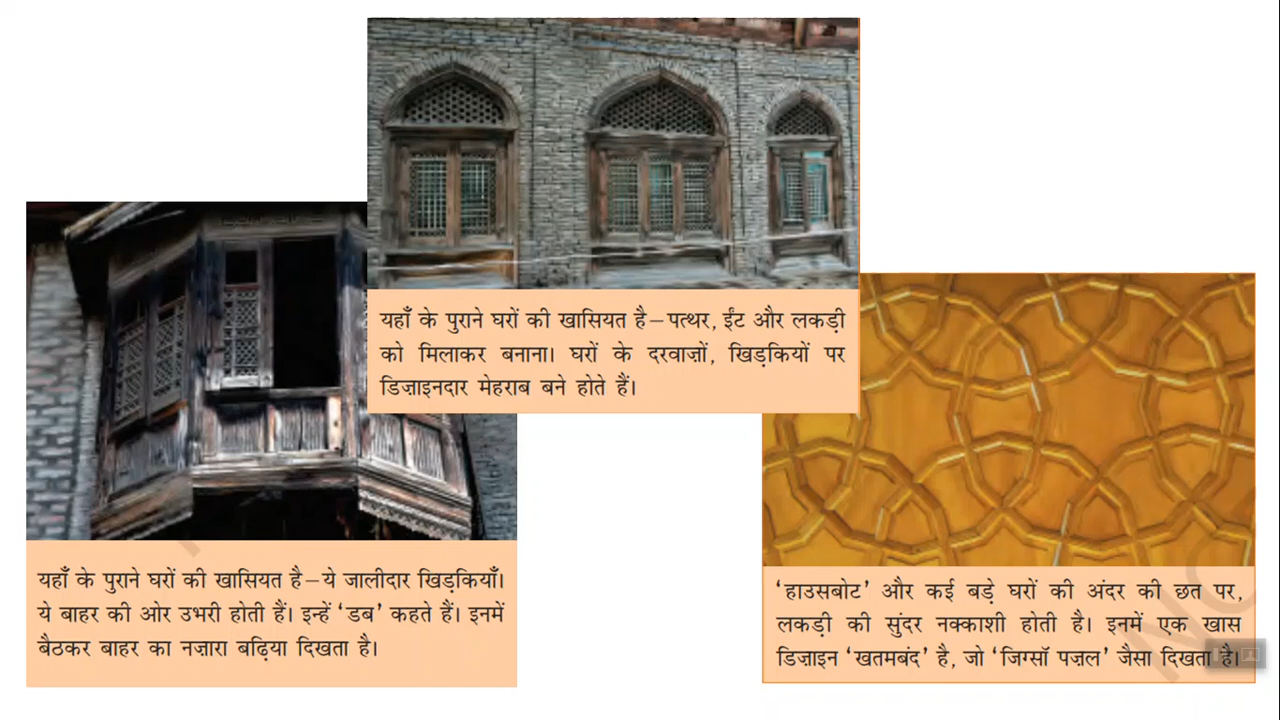 यहाँ के पुराने घरों की खासियत है–पत्थर, ईंट और लकड़ी
को मिलाकर बनाना। घरों के दरवाज़ों, खिड़कियों पर
डिज़ाइनदार मेहराब बने होते हैं।
यहाँ के पुराने घरों की खासियत है–ये जालीदार खिड़कियाँ।
ये बाहर की ओर उभरी होती हैं। इन्हें ‘डब’ कहते हैं। इनमें
बैठकर बाहर का नज़ारा बढ़िया दिखता है।
‘हाउसबोट’ और कई बड़े घरों की अंदर की छत पर,
लकड़ी की सुंदर नक्काशी होती है। इनमें एक खास
डिज़ाइन ‘खतमबंद’ है, जो ‘जिग्सॉ पज़ल’ जैसा दिखता है।